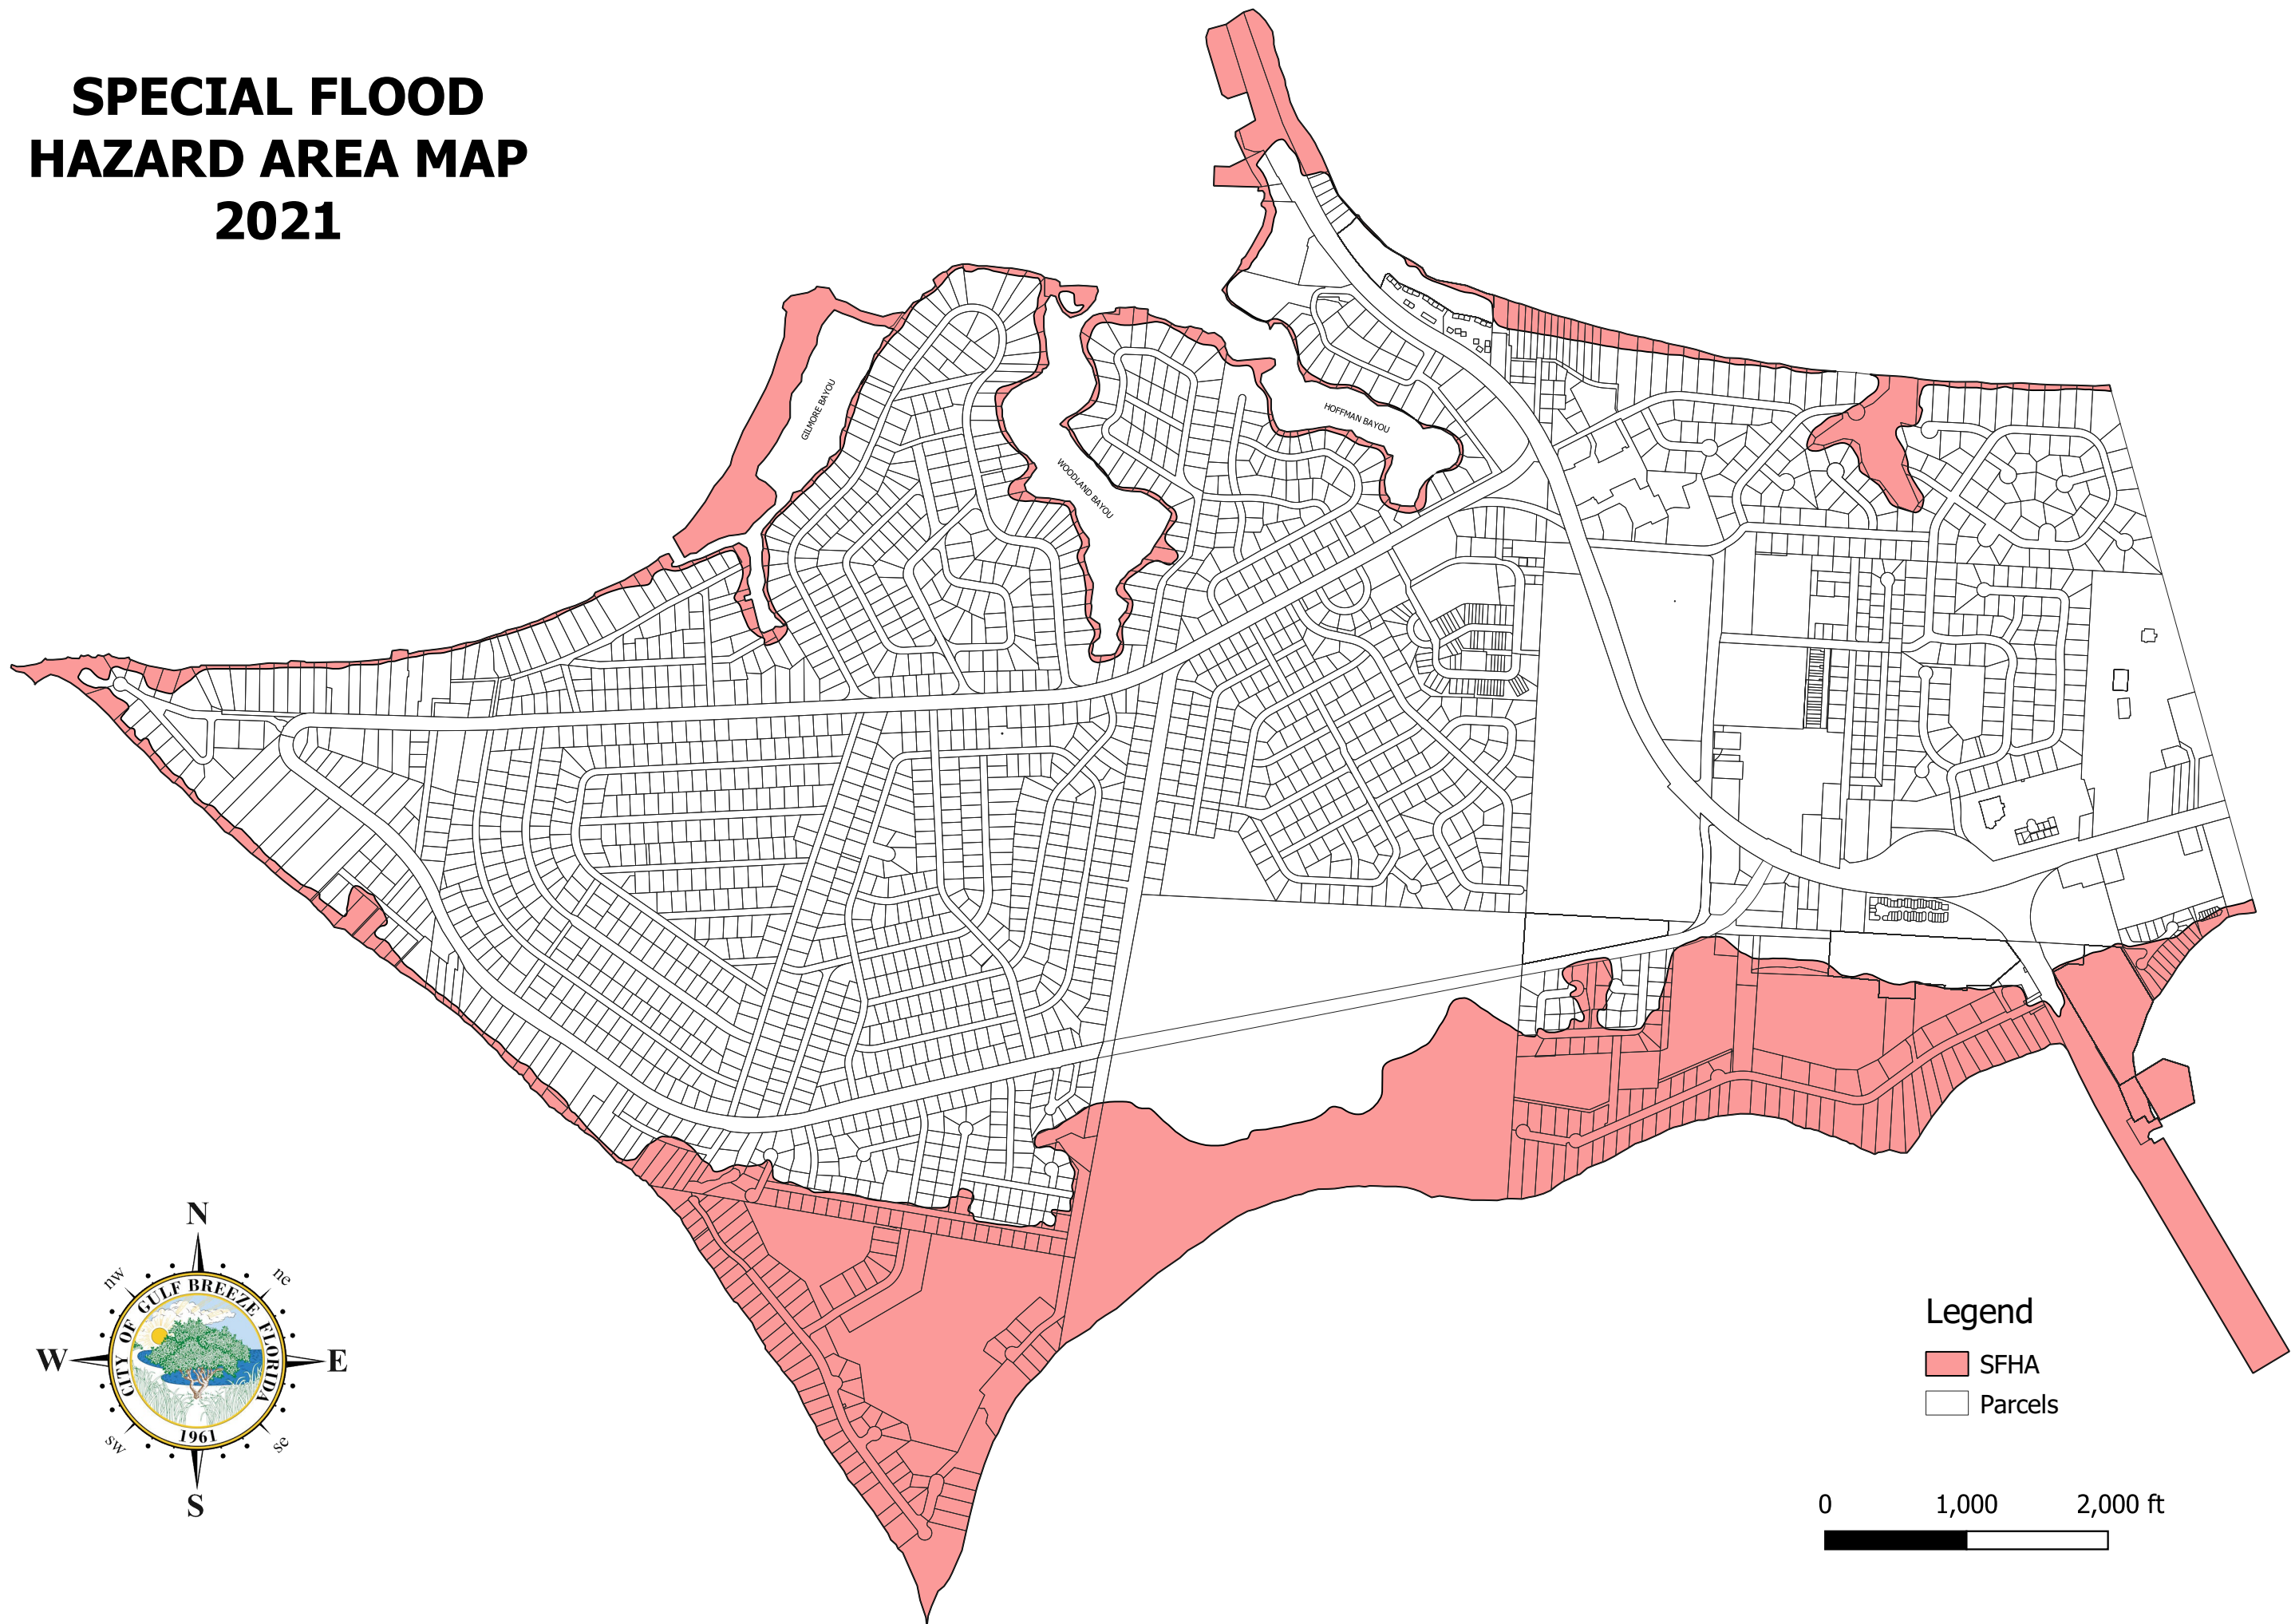 SPECIAL FLOOD
HAZARD AREA MAP
2021
GILMORE BAYOU
WOODLAND BAYOU
HOFFMAN BAYOU
N
nw
ne
W
E
sw
se
S
CITY OF GULF BREEZE FLORIDA
1961
Legend
SFHA
Parcels
0 1,000 2,000 ft